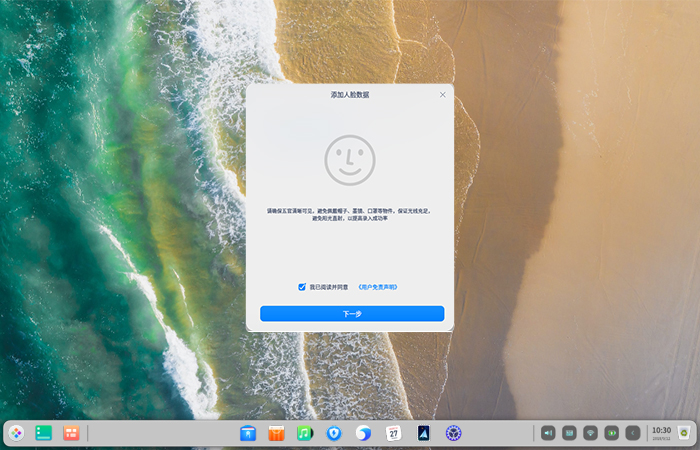 添加人脸数据
请确保五官清晰可见，避免佩戴帽子、墨镜、口罩等物件，保证光线充足，
避免阳光直射，以提高录入成功率
我已阅读并同意 《用户免责声明》
下一步
27
10:30